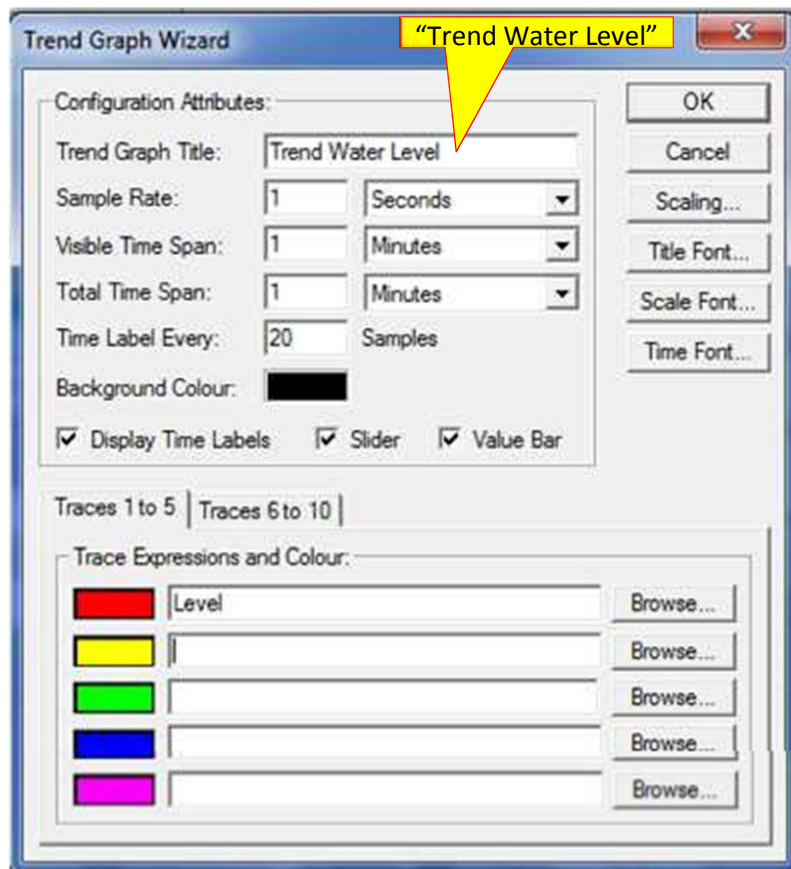 Trend Graph Wizard
“Trend Water Level”
Configuration Attributes:
Trend Graph Title: Trend Water Level
Sample Rate: 1 Seconds
Visible Time Span: 1 Minutes
Total Time Span: 1 Minutes
Time Label Every: 20 Samples
Background Colour:
Display Time Labels Slider Value Bar
OK
Cancel
Scaling...
Title Font...
Scale Font...
Time Font...
Traces 1 to 5 Traces 6 to 10
Trace Expressions and Colour:
Level Browse...
Browse...
Browse...
Browse...
Browse...